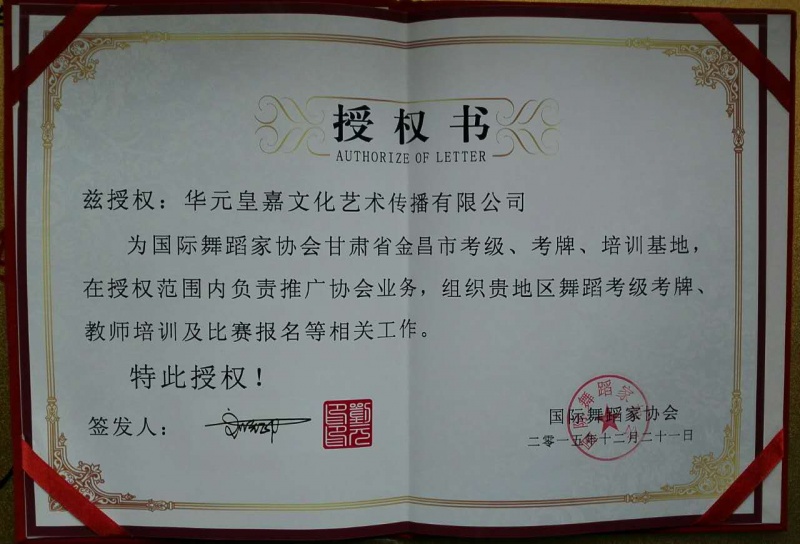 授权书
AUTHORIZE OF LETTER
兹授权：华元皇嘉文化艺术传播有限公司
为国际舞蹈家协会甘肃省金昌市考级、考牌、培训基地，
在授权范围内负责推广协会业务，组织贵地区舞蹈考级考牌、
教师培训及比赛报名等相关工作。
特此授权！
签发人：
国际舞蹈家协会
二零一五年十二月二十一日